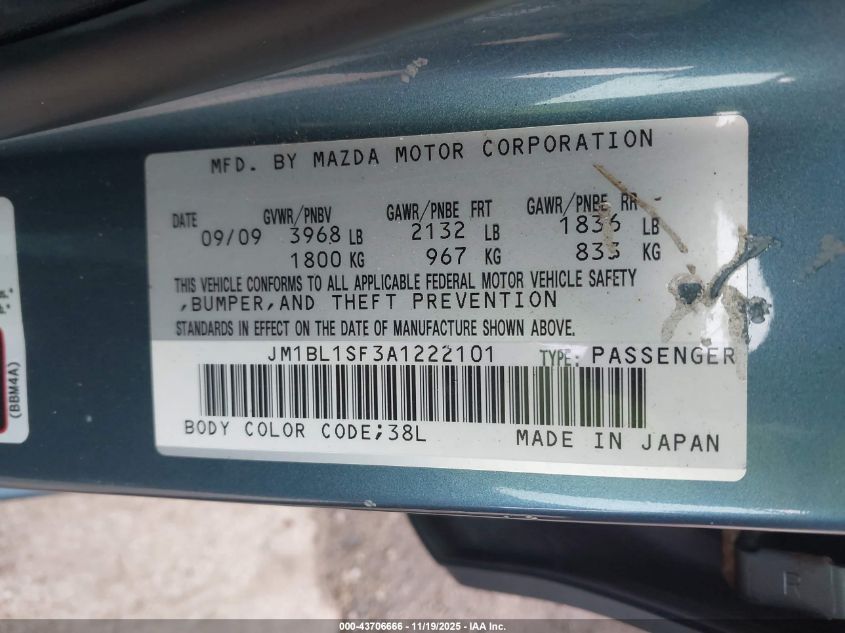 MFD. BY MAZDA MOTOR CORPORATION
DATE GVWR/PNBV GAWR/PNBE FRT GAWR/PNBE RR
09/09 3968 LB 2132 LB 1836 LB
1800 KG 967 KG 833 KG
THIS VEHICLE CONFORMS TO ALL APPLICABLE FEDERAL MOTOR VEHICLE SAFETY
,BUMPER,AND THEFT PREVENTION
STANDARDS IN EFFECT ON THE DATE OF MANUFACTURE SHOWN ABOVE.
JM1BL1SF3A1222101 TYPE: PASSENGER
BODY COLOR CODE;38L MADE IN JAPAN
(BBM4A)
R
000-43706666 - 11/19/2025 - IAA Inc.